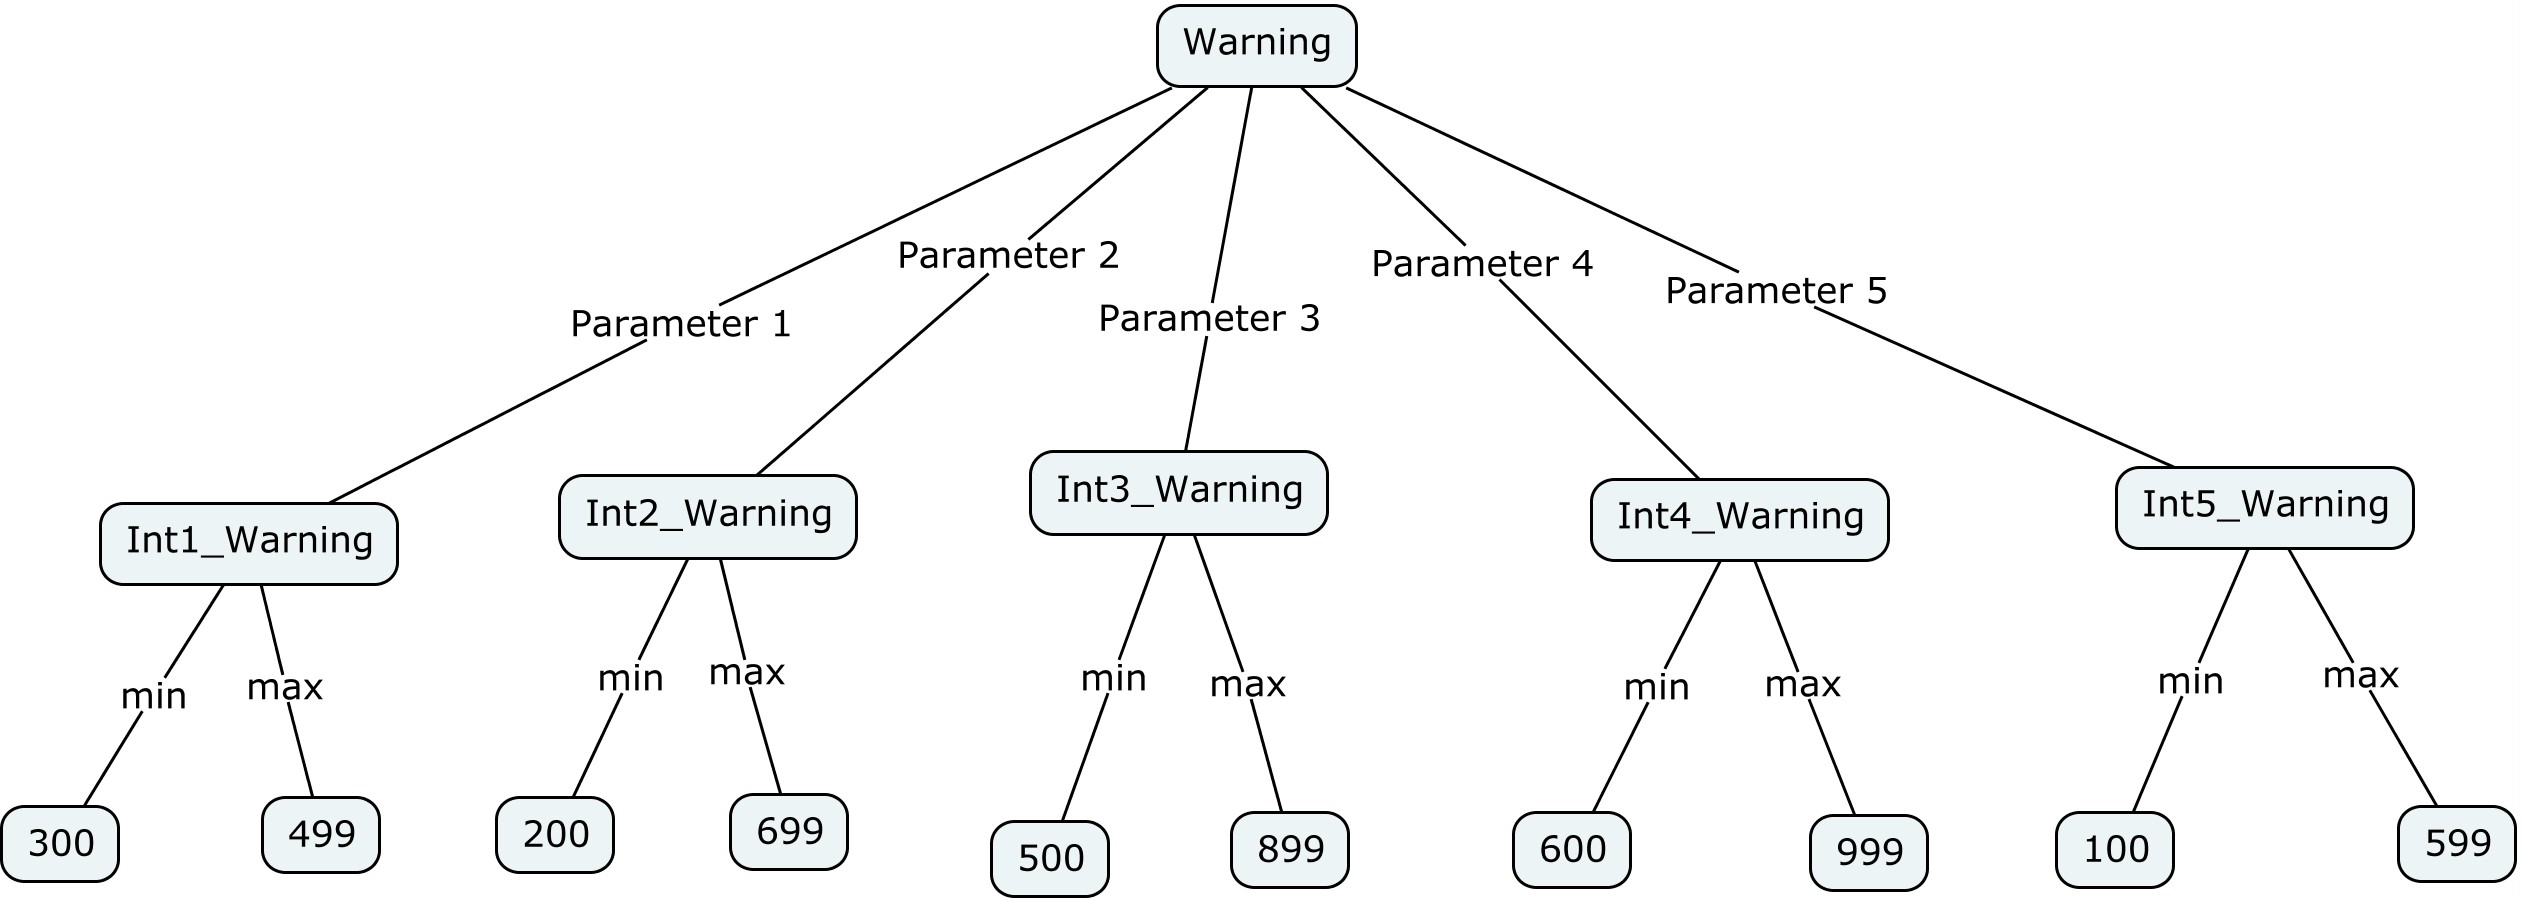 Warning
Parameter 1
Parameter 2
Parameter 3
Parameter 4
Parameter 5
Int1_Warning
Int2_Warning
Int3_Warning
Int4_Warning
Int5_Warning
min
max
min
max
min
max
min
max
min
max
300
499
200
699
500
899
600
999
100
599